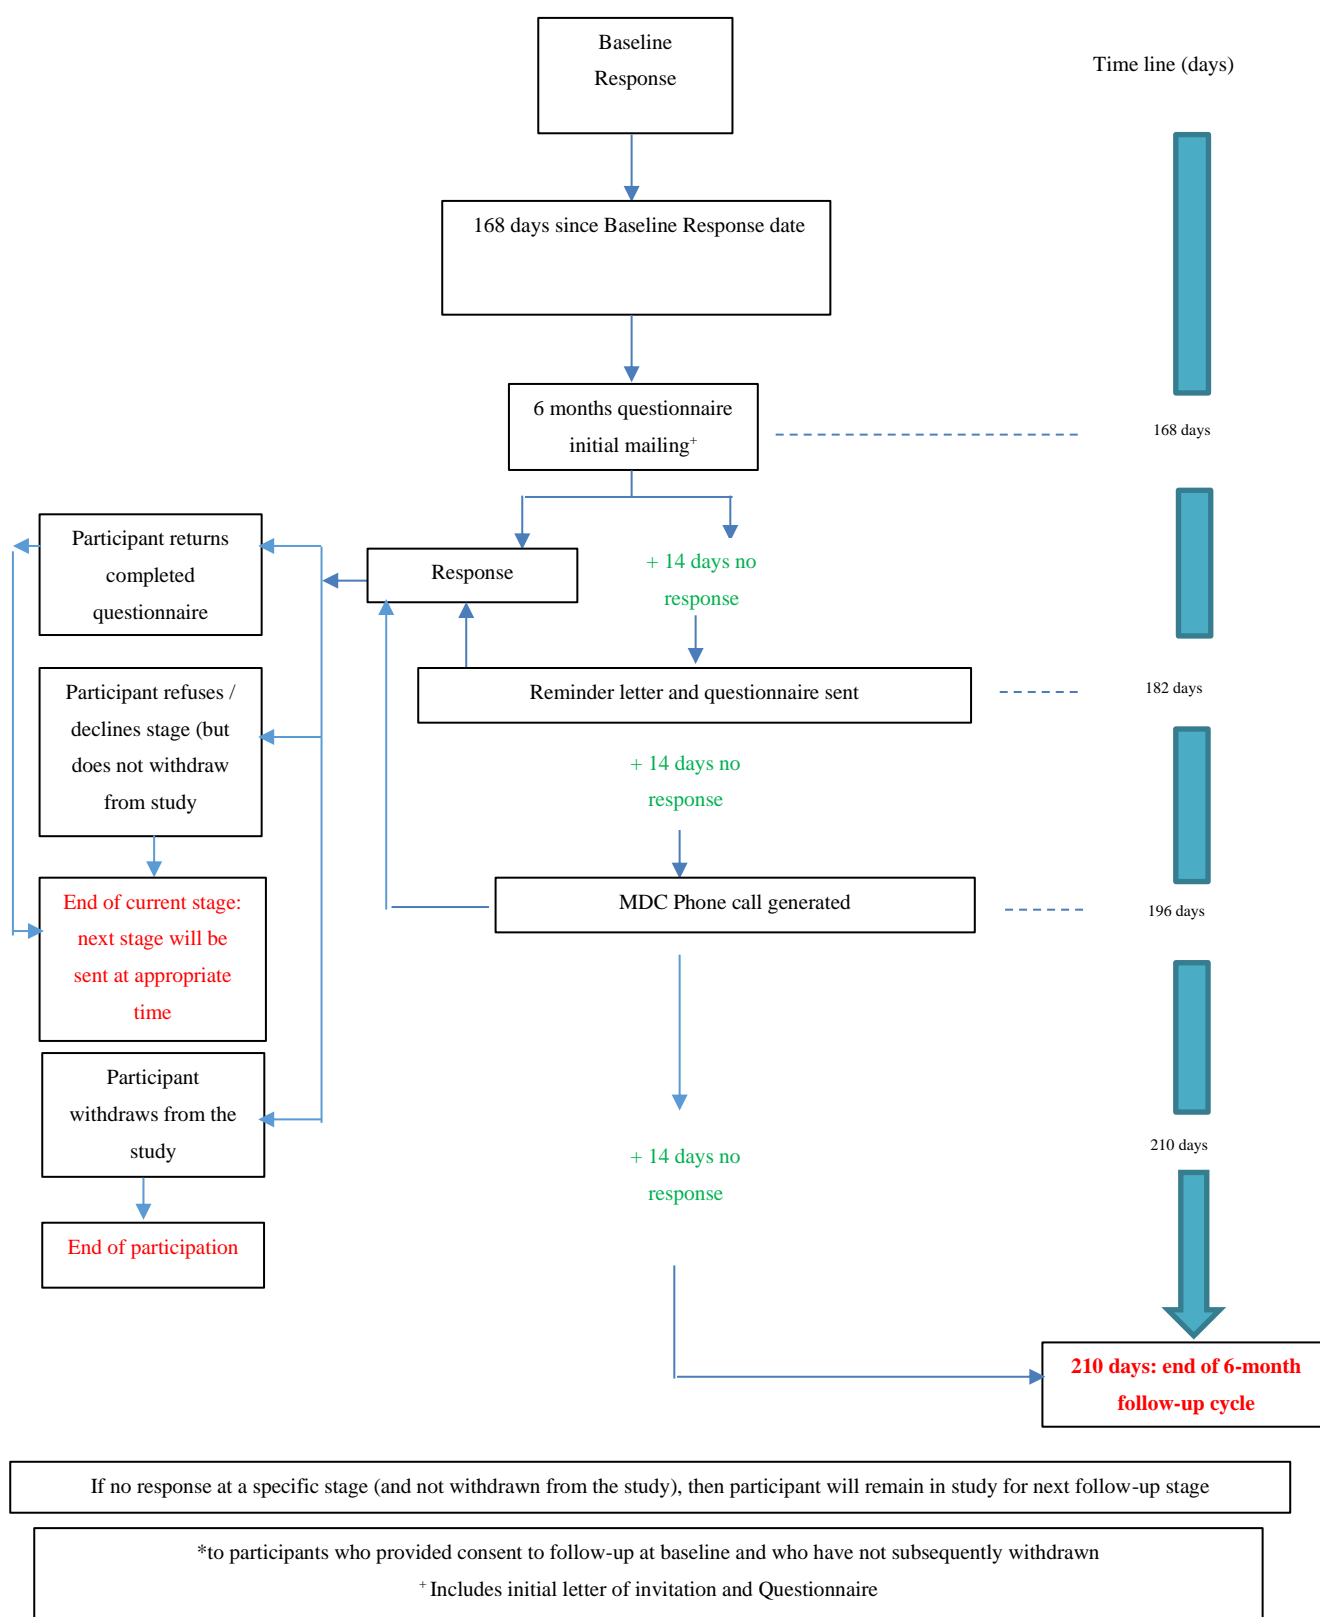 Baseline
Response
Time line (days)
168 days since Baseline Response date
6 months questionnaire
initial mailing⁺
168 days
Participant returns
completed
questionnaire
Response
+ 14 days no
response
Participant refuses /
declines stage (but
does not withdraw
from study
Reminder letter and questionnaire sent
182 days
+ 14 days no
response
End of current stage:
next stage will be
sent at appropriate
time
MDC Phone call generated
196 days
Participant
withdraws from the
study
+ 14 days no
response
210 days
End of participation
210 days: end of 6-month
follow-up cycle
If no response at a specific stage (and not withdrawn from the study), then participant will remain in study for next follow-up stage
*to participants who provided consent to follow-up at baseline and who have not subsequently withdrawn
⁺ Includes initial letter of invitation and Questionnaire